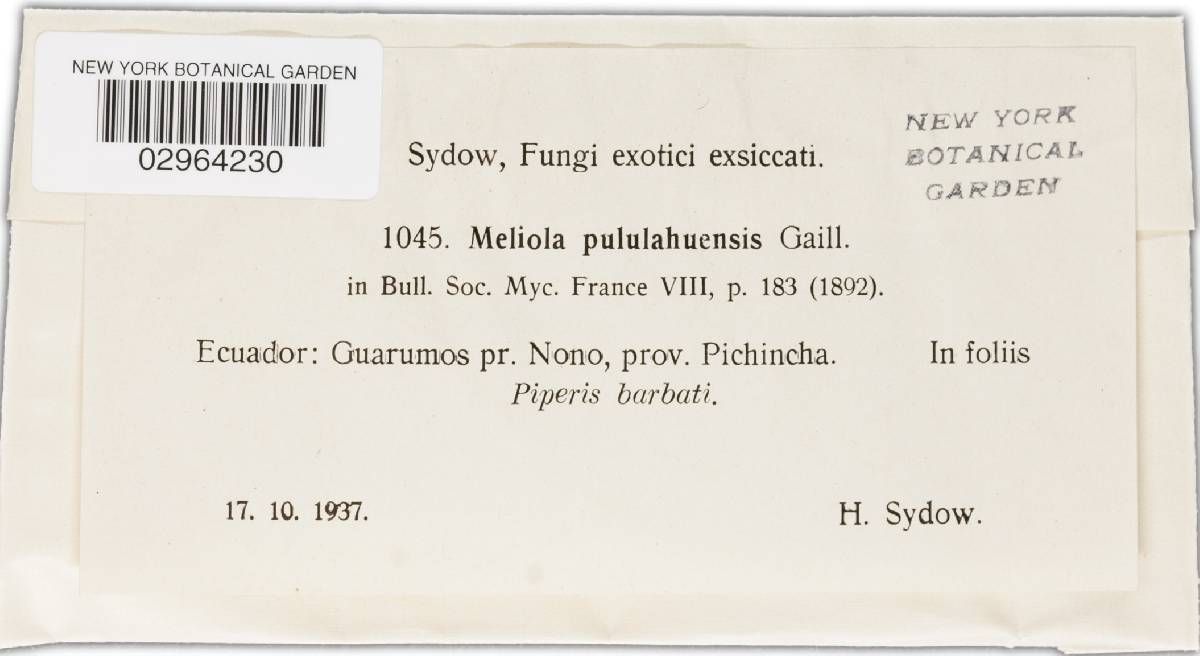 NEW YORK BOTANICAL GARDEN
02964230
NEW YORK
BOTANICAL
GARDEN
Sydow, Fungi exotici exsiccati.
1045. Meliola pululahuensis Gaill.
in Bull. Soc. Myc. France VIII, p. 183 (1892).
Ecuador: Guarumos pr. Nono, prov. Pichincha. In foliis
Piperis barbati.
17. 10. 1937. H. Sydow.